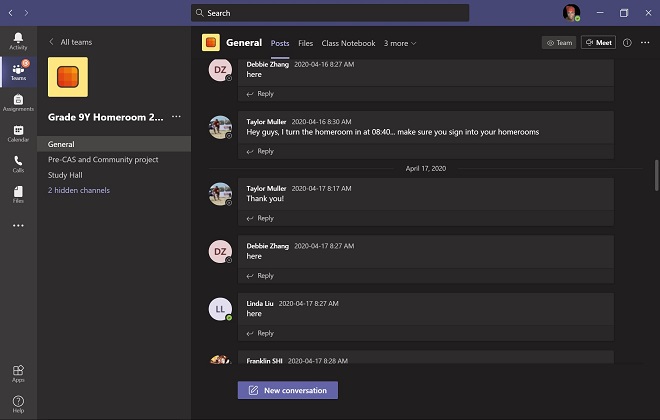 Search
Activity
Teams
Assignments
Calendar
Calls
Files
Apps
Help
All teams
Grade 9Y Homeroom 2...
General
Pre-CAS and Community project
Study Hall
2 hidden channels
General Posts Files Class Notebook 3 more
Team Meet
DZ
Debbie Zhang 2020-04-16 8:27 AM
here
Reply
Taylor Muller 2020-04-16 8:30 AM
Hey guys, I turn the homeroom in at 08:40... make sure you sign into your homerooms
Reply
April 17, 2020
Taylor Muller 2020-04-17 8:17 AM
Thank you!
Reply
DZ
Debbie Zhang 2020-04-17 8:27 AM
here
Reply
LL
Linda Liu 2020-04-17 8:27 AM
here
Reply
Franklin SHI 2020-04-17 8:28 AM
New conversation